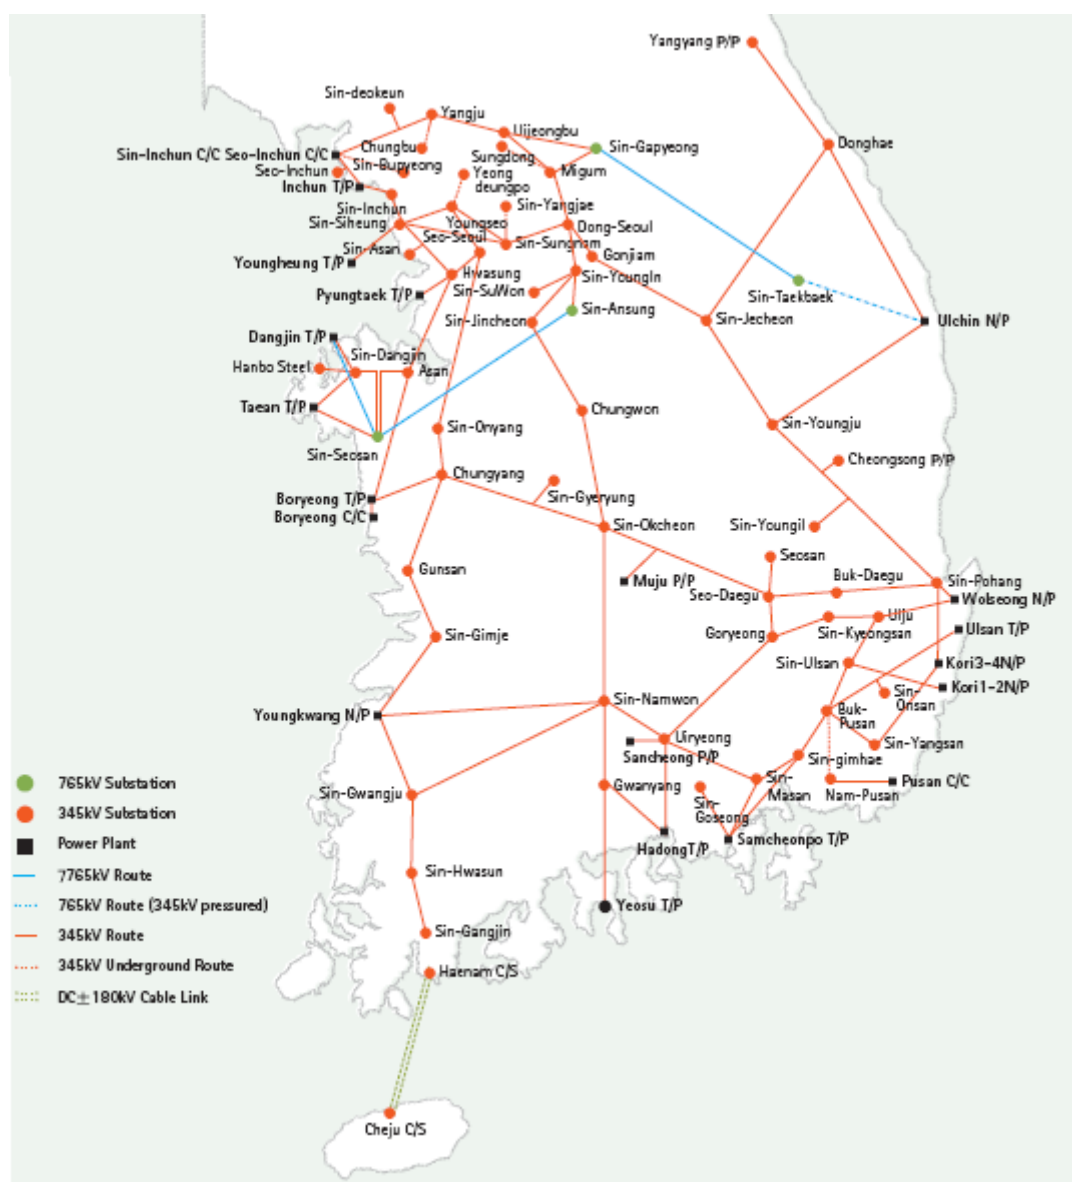 Yangyang P/P
Sin-deokeun
Yangju
Uijeongbu
Chungbu
Sin-Gapyeong
Donghae
Sin-Inchun C/C Seo-Inchun C/C
Sungdong
Seo-Inchun
Sin-Bupyeong
Yeong
deungpo
Migum
Inchun T/P
Sin-Inchun
Sin-Yangjae
Sin-Siheung
Youngseo
Dong-Seoul
Seo-Seoul
Sin-Sungnam
Sin-Asan
Gonjiam
Youngheung T/P
Hwasung
Sin-YoungIn
Sin-Taekbaek
Pyungtaek T/P
Sin-SuWon
Sin-Ansung
Sin-Jincheon
Sin-Jecheon
Ulchin N/P
Dangjin T/P
Sin-Dangjin
Hanbo Steel
Asan
Taean T/P
Chungwon
Sin-Youngju
Sin-Onyang
Sin-Seosan
Cheongsong P/P
Chungyang
Boryeong T/P
Sin-Gyeryung
Boryeong C/C
Sin-Okcheon
Sin-Youngil
Seosan
Gunsan
Muju P/P
Buk-Daegu
Sin-Pohang
Seo-Daegu
Wolseong N/P
Ulju
Sin-Gimje
Goryeong
Sin-Kyeongsan
Ulsan T/P
Sin-Ulsan
Kori3-4N/P
Kori1-2N/P
Sin-
Onsan
Sin-Namwon
Youngkwang N/P
Buk-
Pusan
Uiryeong
Sin-Yangsan
Sancheong P/P
Sin-gimhae
765kV Substation
Sin-Gwangju
Gwanyang
Sin-
Masan
Pusan C/C
Nam-Pusan
Sin-
Goseong
345kV Substation
Samcheonpo T/P
Power Plant
HadongT/P
Sin-Hwasun
7765kV Route
765kV Route (345kV pressured)
Yeosu T/P
345kV Route
Sin-Gangjin
345kV Underground Route
Haenam C/S
DC±180kV Cable Link
Cheju C/S